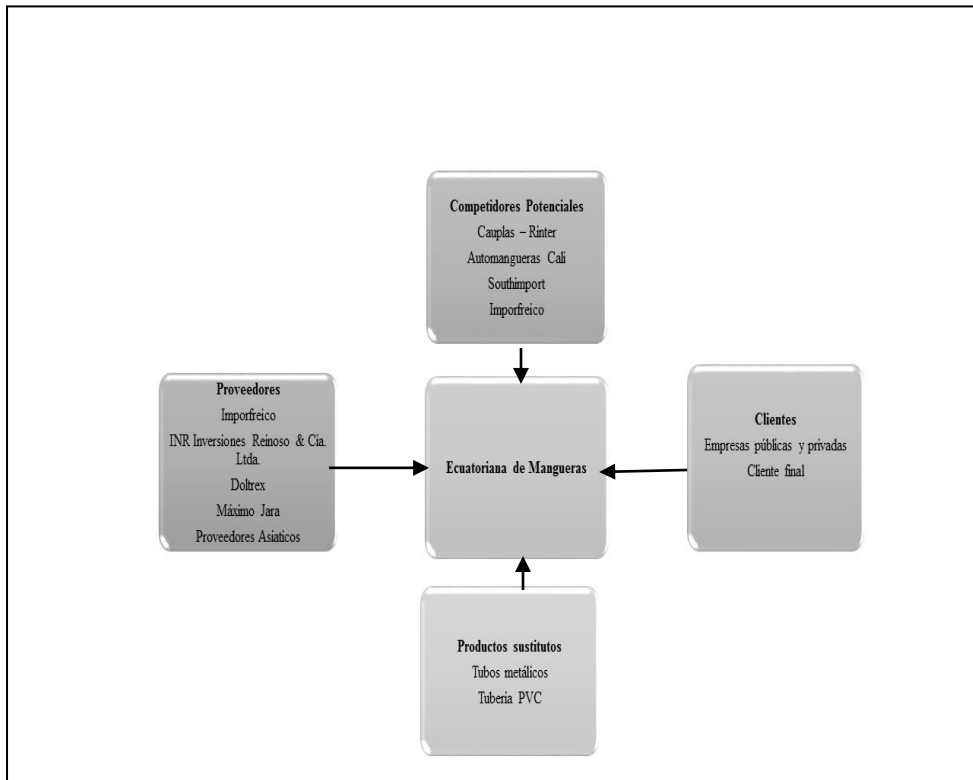 Competidores Potenciales
Cauplas – Rinter
Automangueras Cali
Southimport
Imporfreico
Proveedores
Imporfreico
INR Inversiones Reinoso & Cia.
Ltda.
Doltrex
Máximo Jara
Proveedores Asiaticos
Ecuatoriana de Mangueras
Clientes
Empresas públicas y privadas
Cliente final
Productos sustitutos
Tubos metálicos
Tuberia PVC